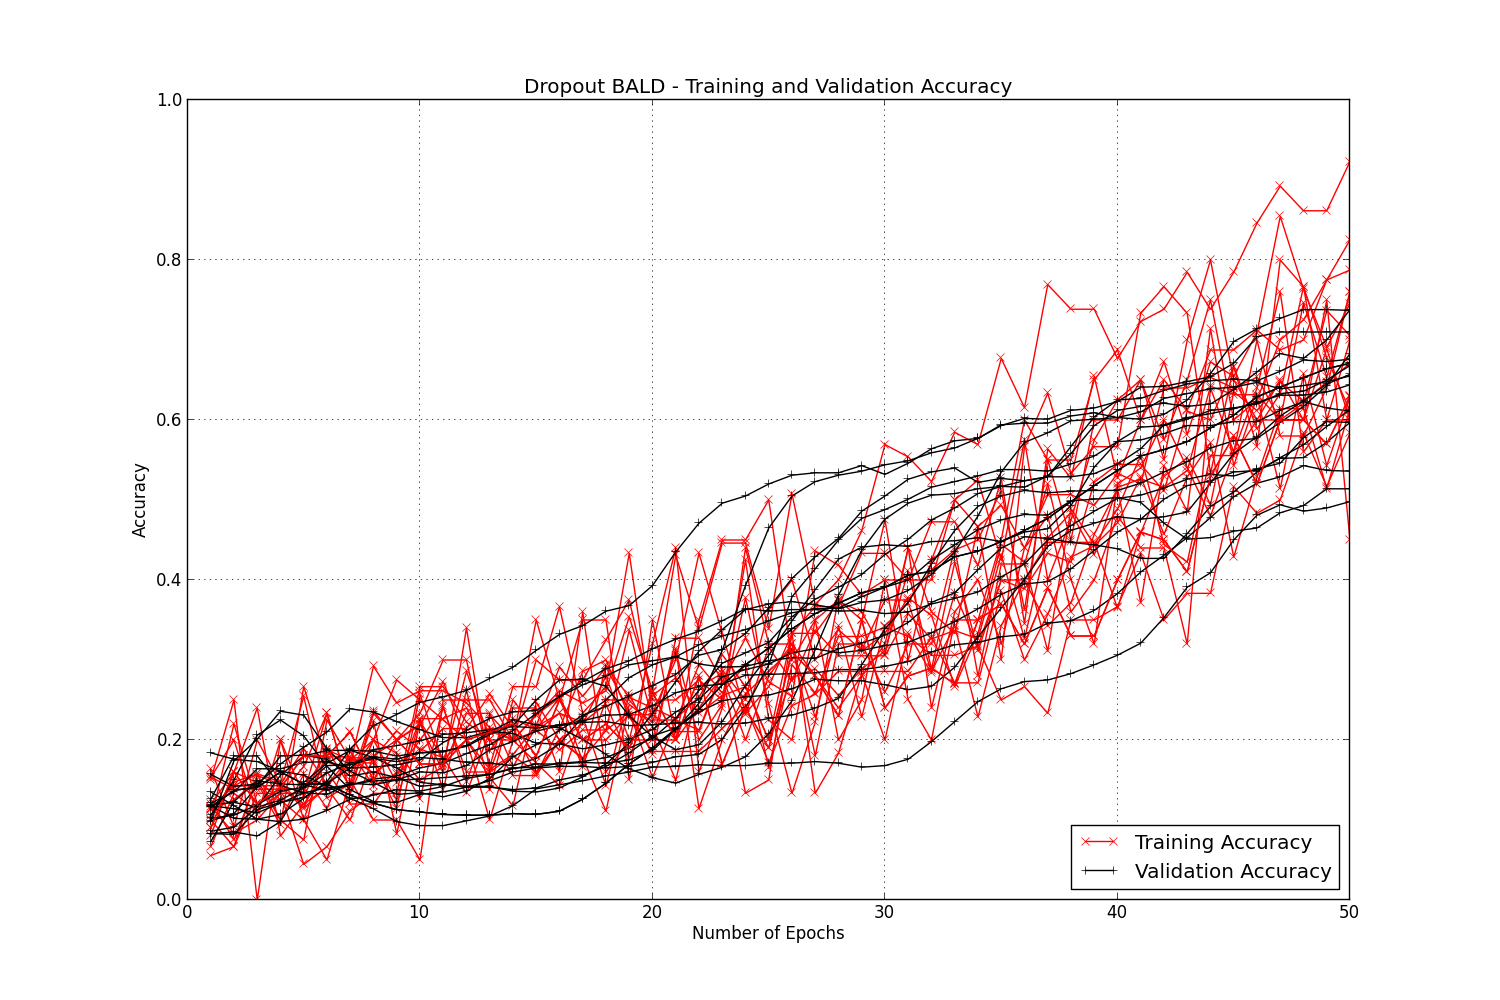 Dropout BALD - Training and Validation Accuracy
1.0
0.8
0.6
0.4
0.2
0.0
Accuracy
0 10 20 30 40 50
Number of Epochs
Training Accuracy
Validation Accuracy